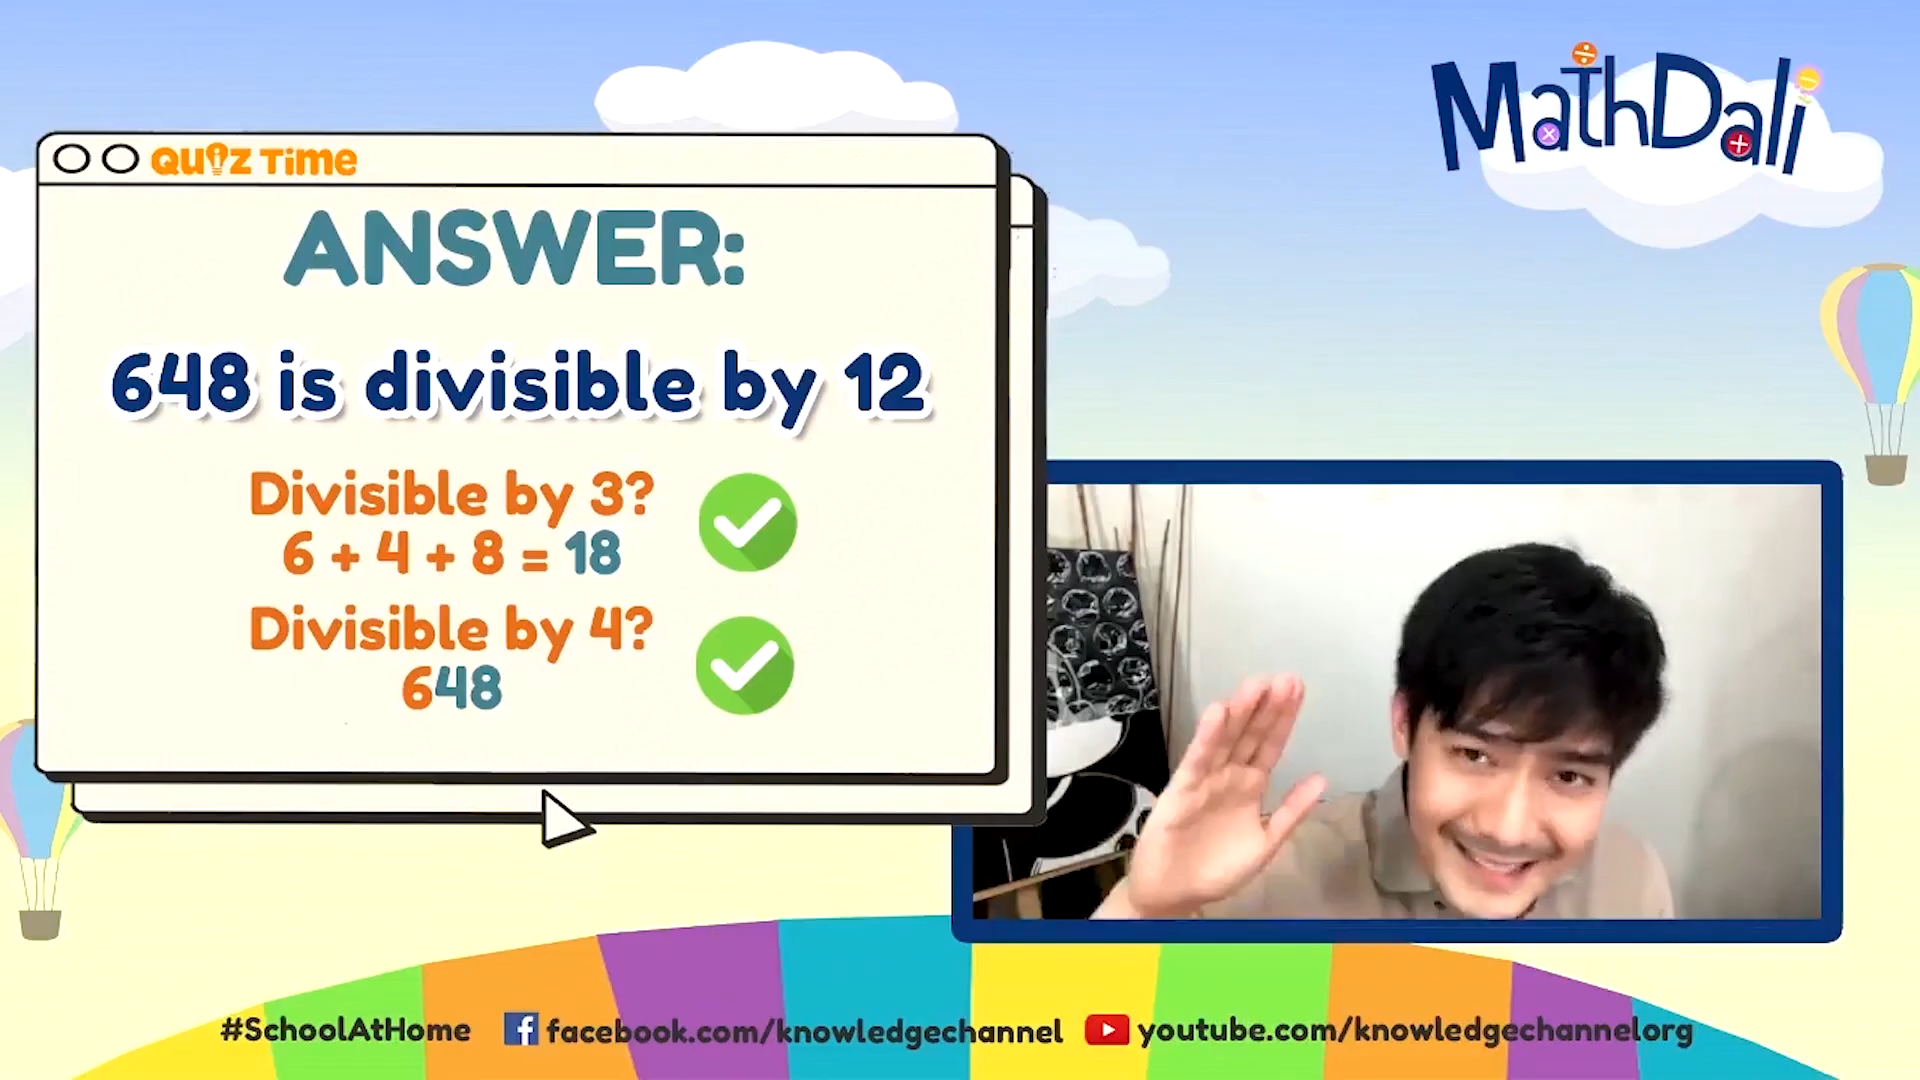 MathDali
QUIZ TIME
ANSWER:
648 is divisible by 12
Divisible by 3?
6 + 4 + 8 = 18
Divisible by 4?
648
#SchoolAtHome facebook.com/knowledgechannel youtube.com/knowledgechannelorg